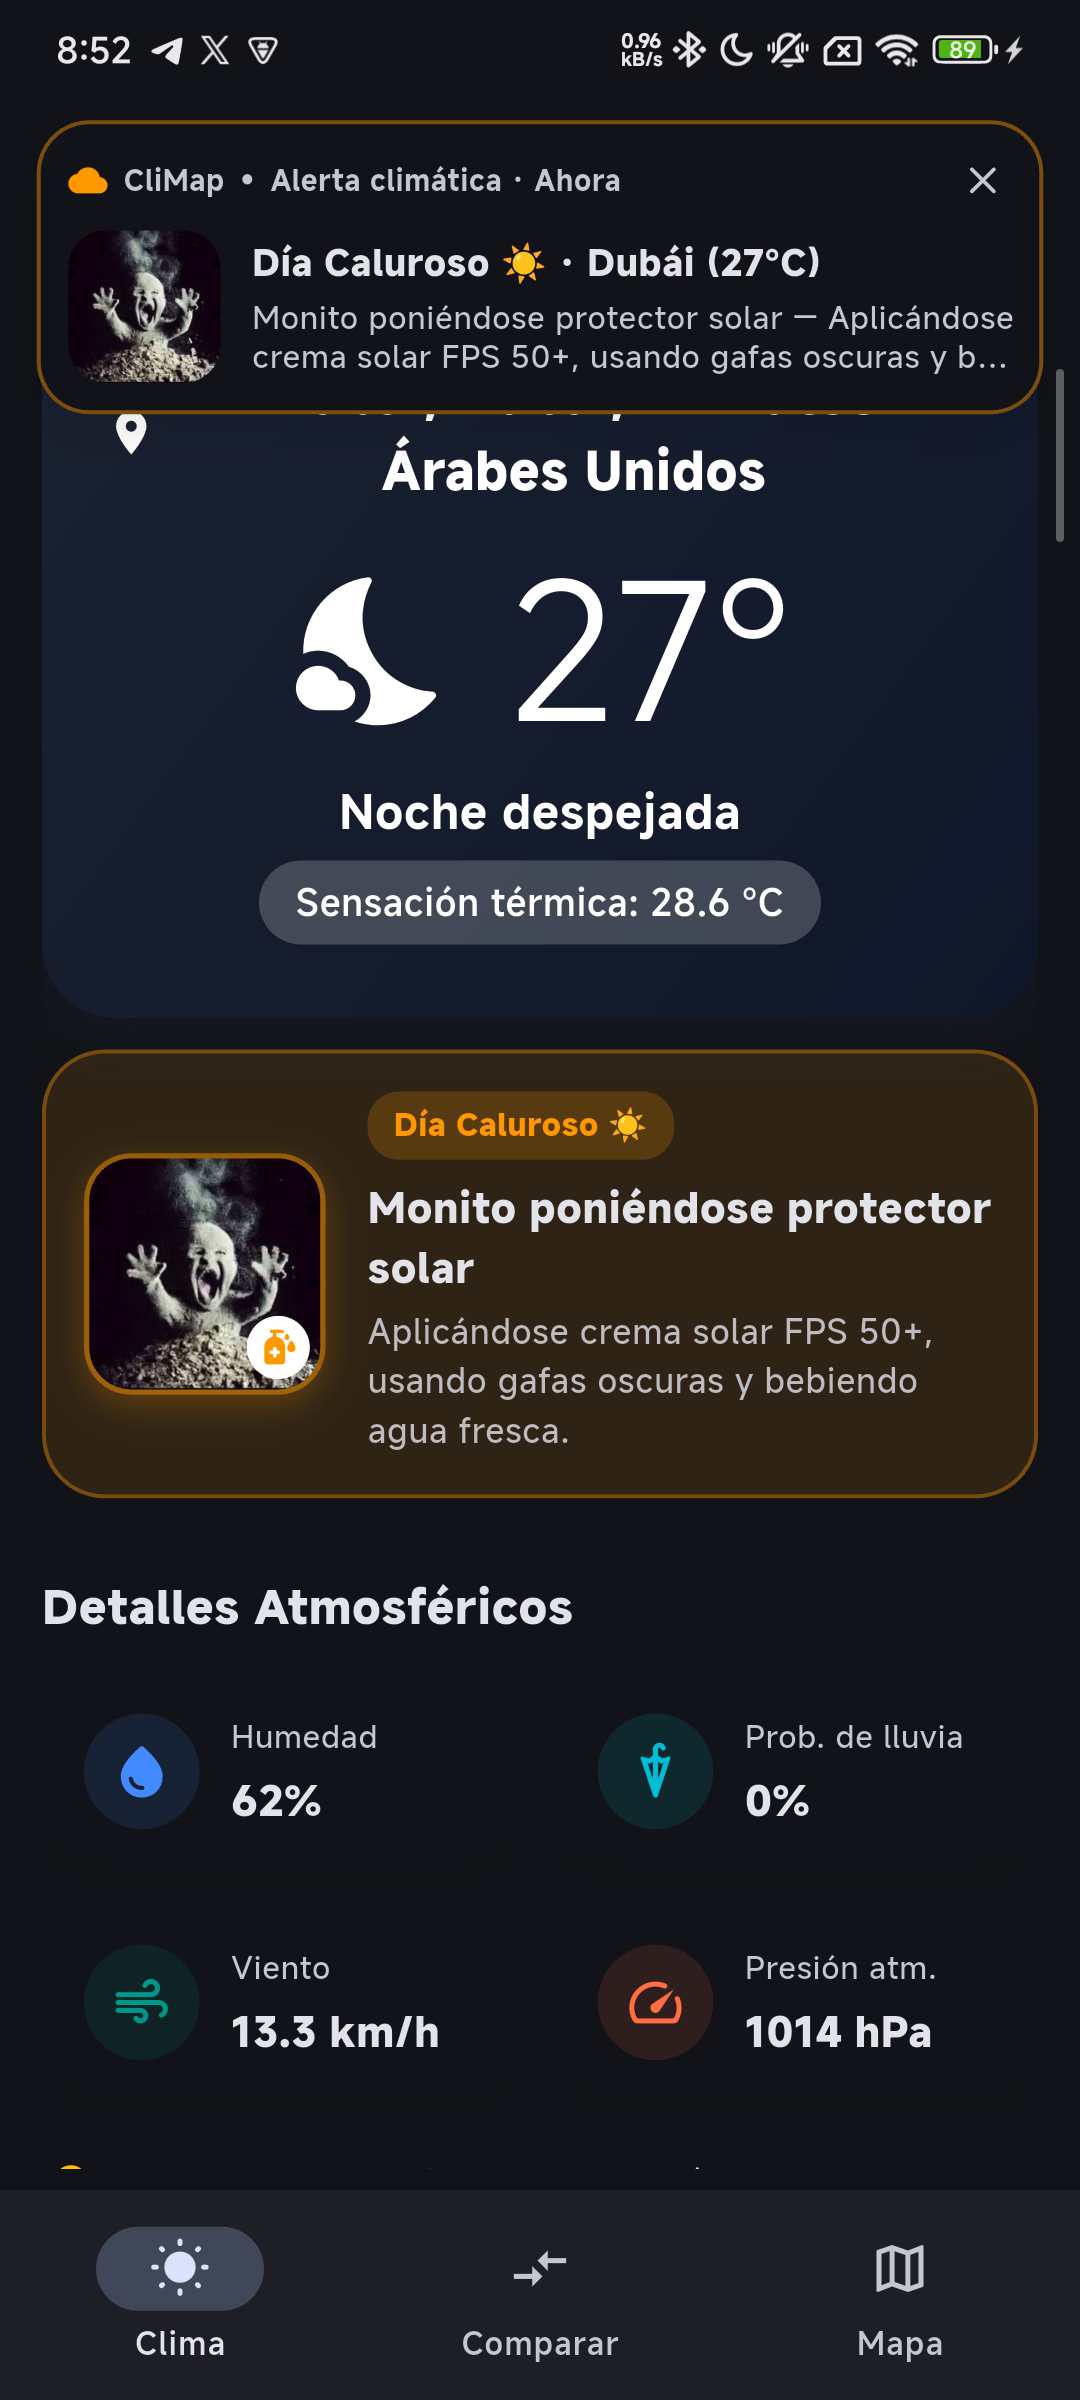 8:52
0.96
kB/s
89
CliMap • Alerta climática · Ahora
Día Caluroso ☀️ · Dubái (27°C)
Monito poniéndose protector solar — Aplicándose
crema solar FPS 50+, usando gafas oscuras y b...
Árabes Unidos
27°
Noche despejada
Sensación térmica: 28.6 °C
Día Caluroso ☀️
Monito poniéndose protector
solar
Aplicándose crema solar FPS 50+,
usando gafas oscuras y bebiendo
agua fresca.
Detalles Atmosféricos
Humedad
62%
Prob. de lluvia
0%
Viento
13.3 km/h
Presión atm.
1014 hPa
Clima
Comparar
Mapa